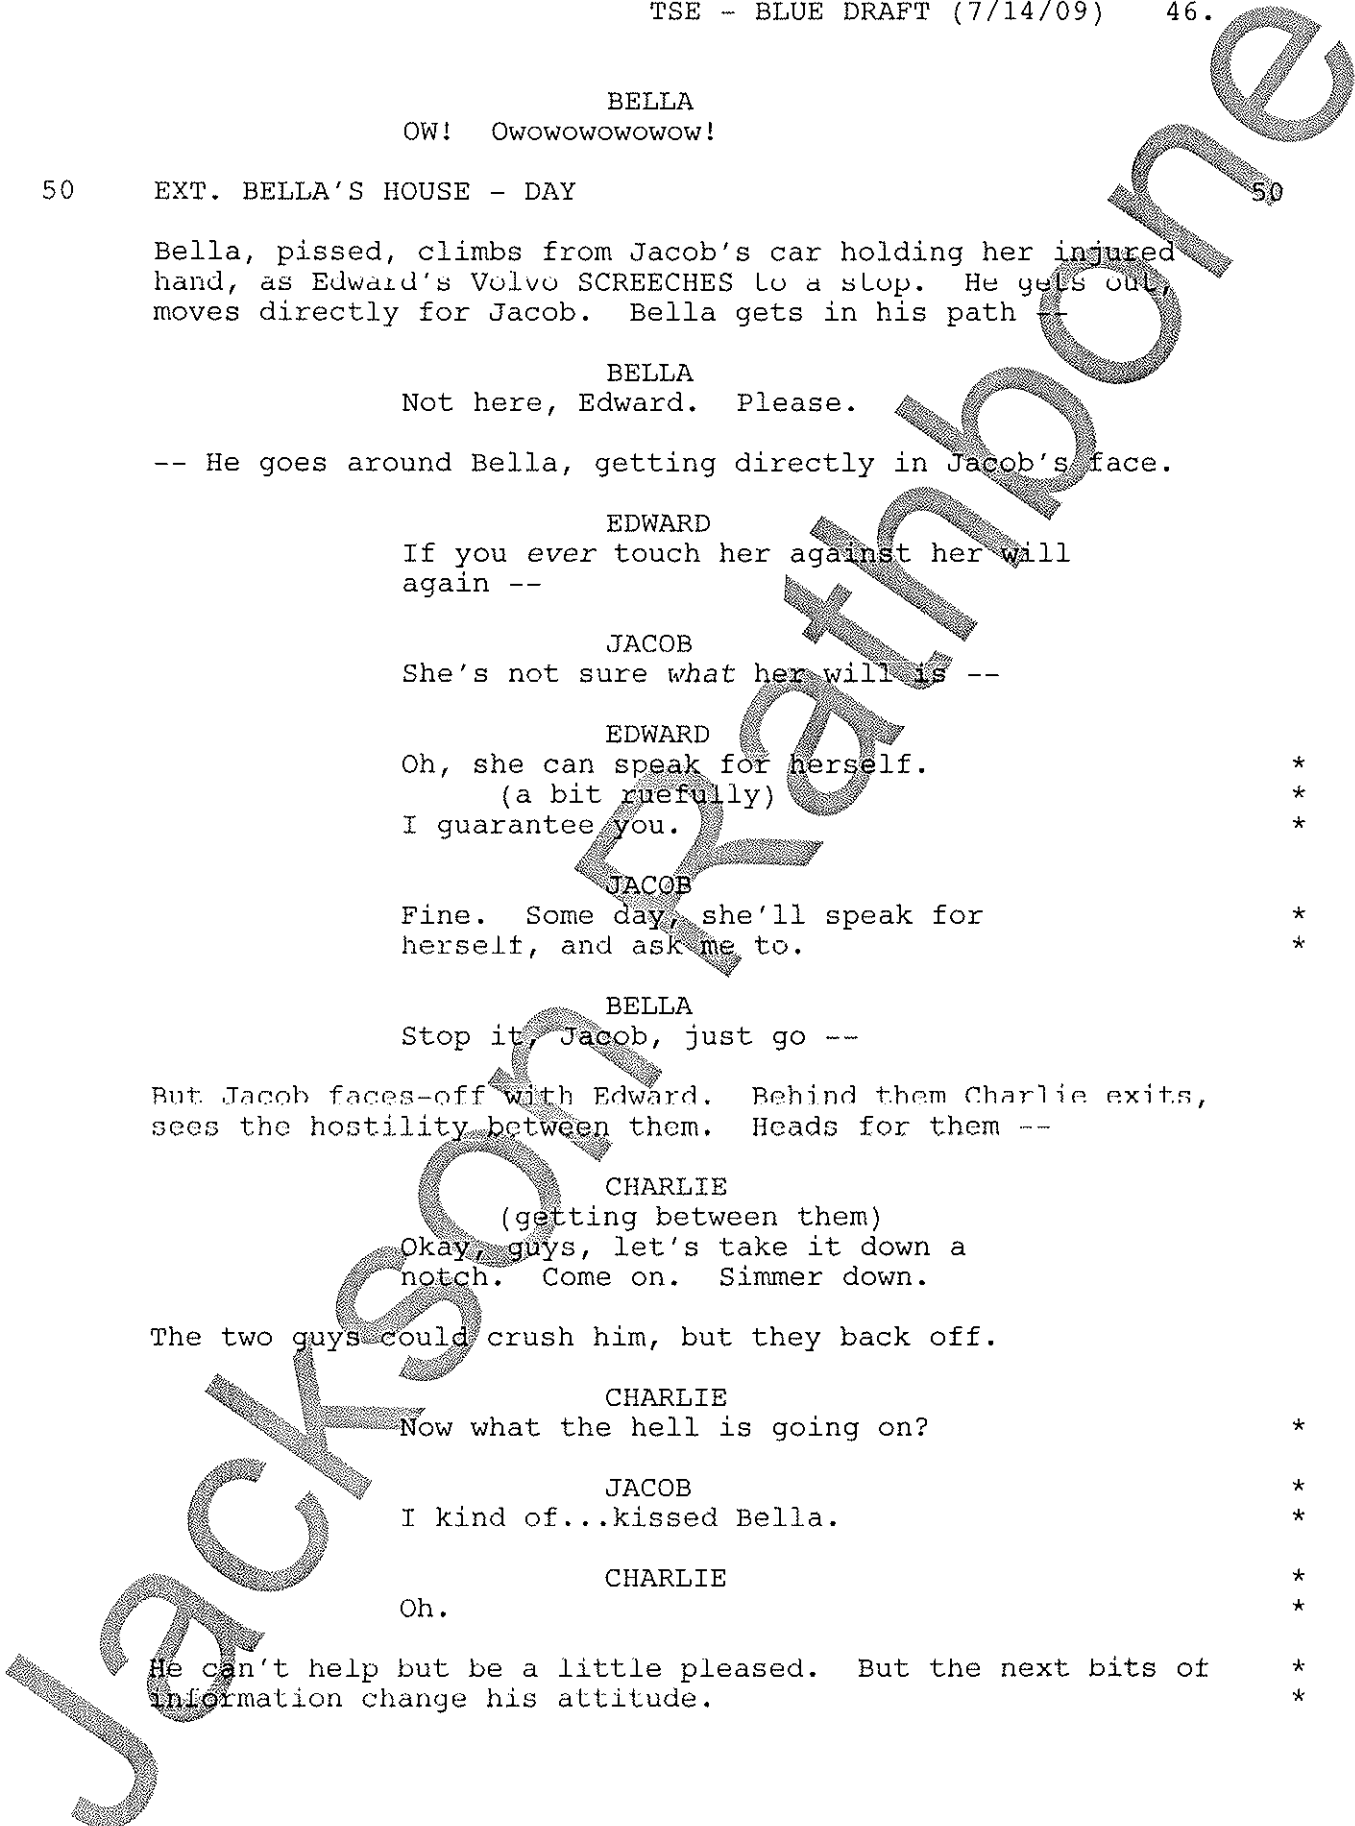 TSE - BLUE DRAFT (7/14/09) 46.
BELLA
OW! Owowowowowow!
50 EXT. BELLA'S HOUSE - DAY 50
Bella, pissed, climbs from Jacob's car holding her injured
hand, as Edward's Volvo SCREECHES to a stop. He gets out,
moves directly for Jacob. Bella gets in his path --
BELLA
Not here, Edward. Please.
-- He goes around Bella, getting directly in Jacob's face.
EDWARD
If you ever touch her against her will
again --
JACOB
She's not sure what her will is --
EDWARD
Oh, she can speak for herself. *
(a bit ruefully) *
I guarantee you. *
JACOB
Fine. Some day, she'll speak for *
herself, and ask me to. *
BELLA
Stop it, Jacob, just go --
But Jacob faces-off with Edward. Behind them Charlie exits,
sees the hostility between them. Heads for them --
CHARLIE
(getting between them)
Okay, guys, let's take it down a
notch. Come on. Simmer down.
The two guys could crush him, but they back off.
CHARLIE
Now what the hell is going on? *
JACOB *
I kind of...kissed Bella. *
CHARLIE *
Oh. *
He can't help but be a little pleased. But the next bits of *
information change his attitude. *
Jackson Rathbone